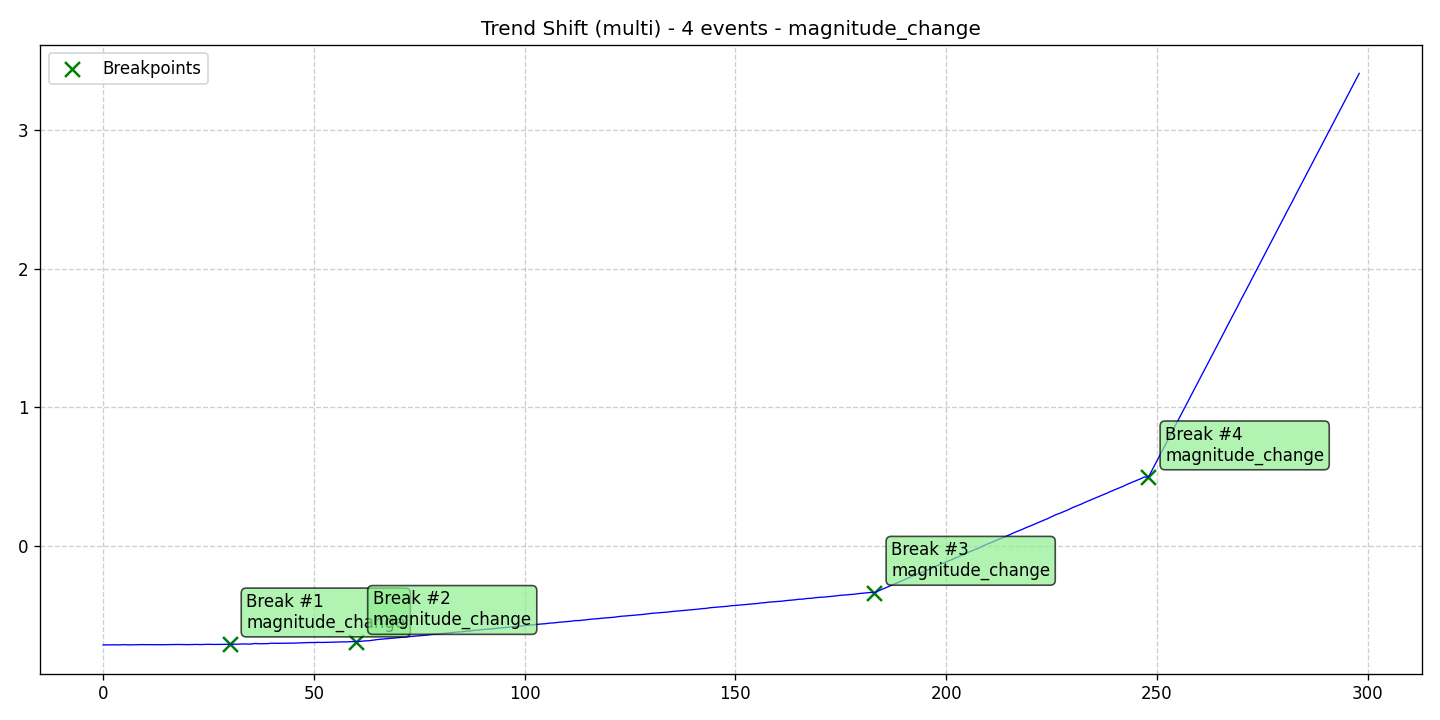 Trend Shift (multi) - 4 events - magnitude_change
Breakpoints
3
2
1
0
Break #4
magnitude_change
Break #3
magnitude_change
Break #1
magnitude_change
Break #2
magnitude_change
0
50
100
150
200
250
300